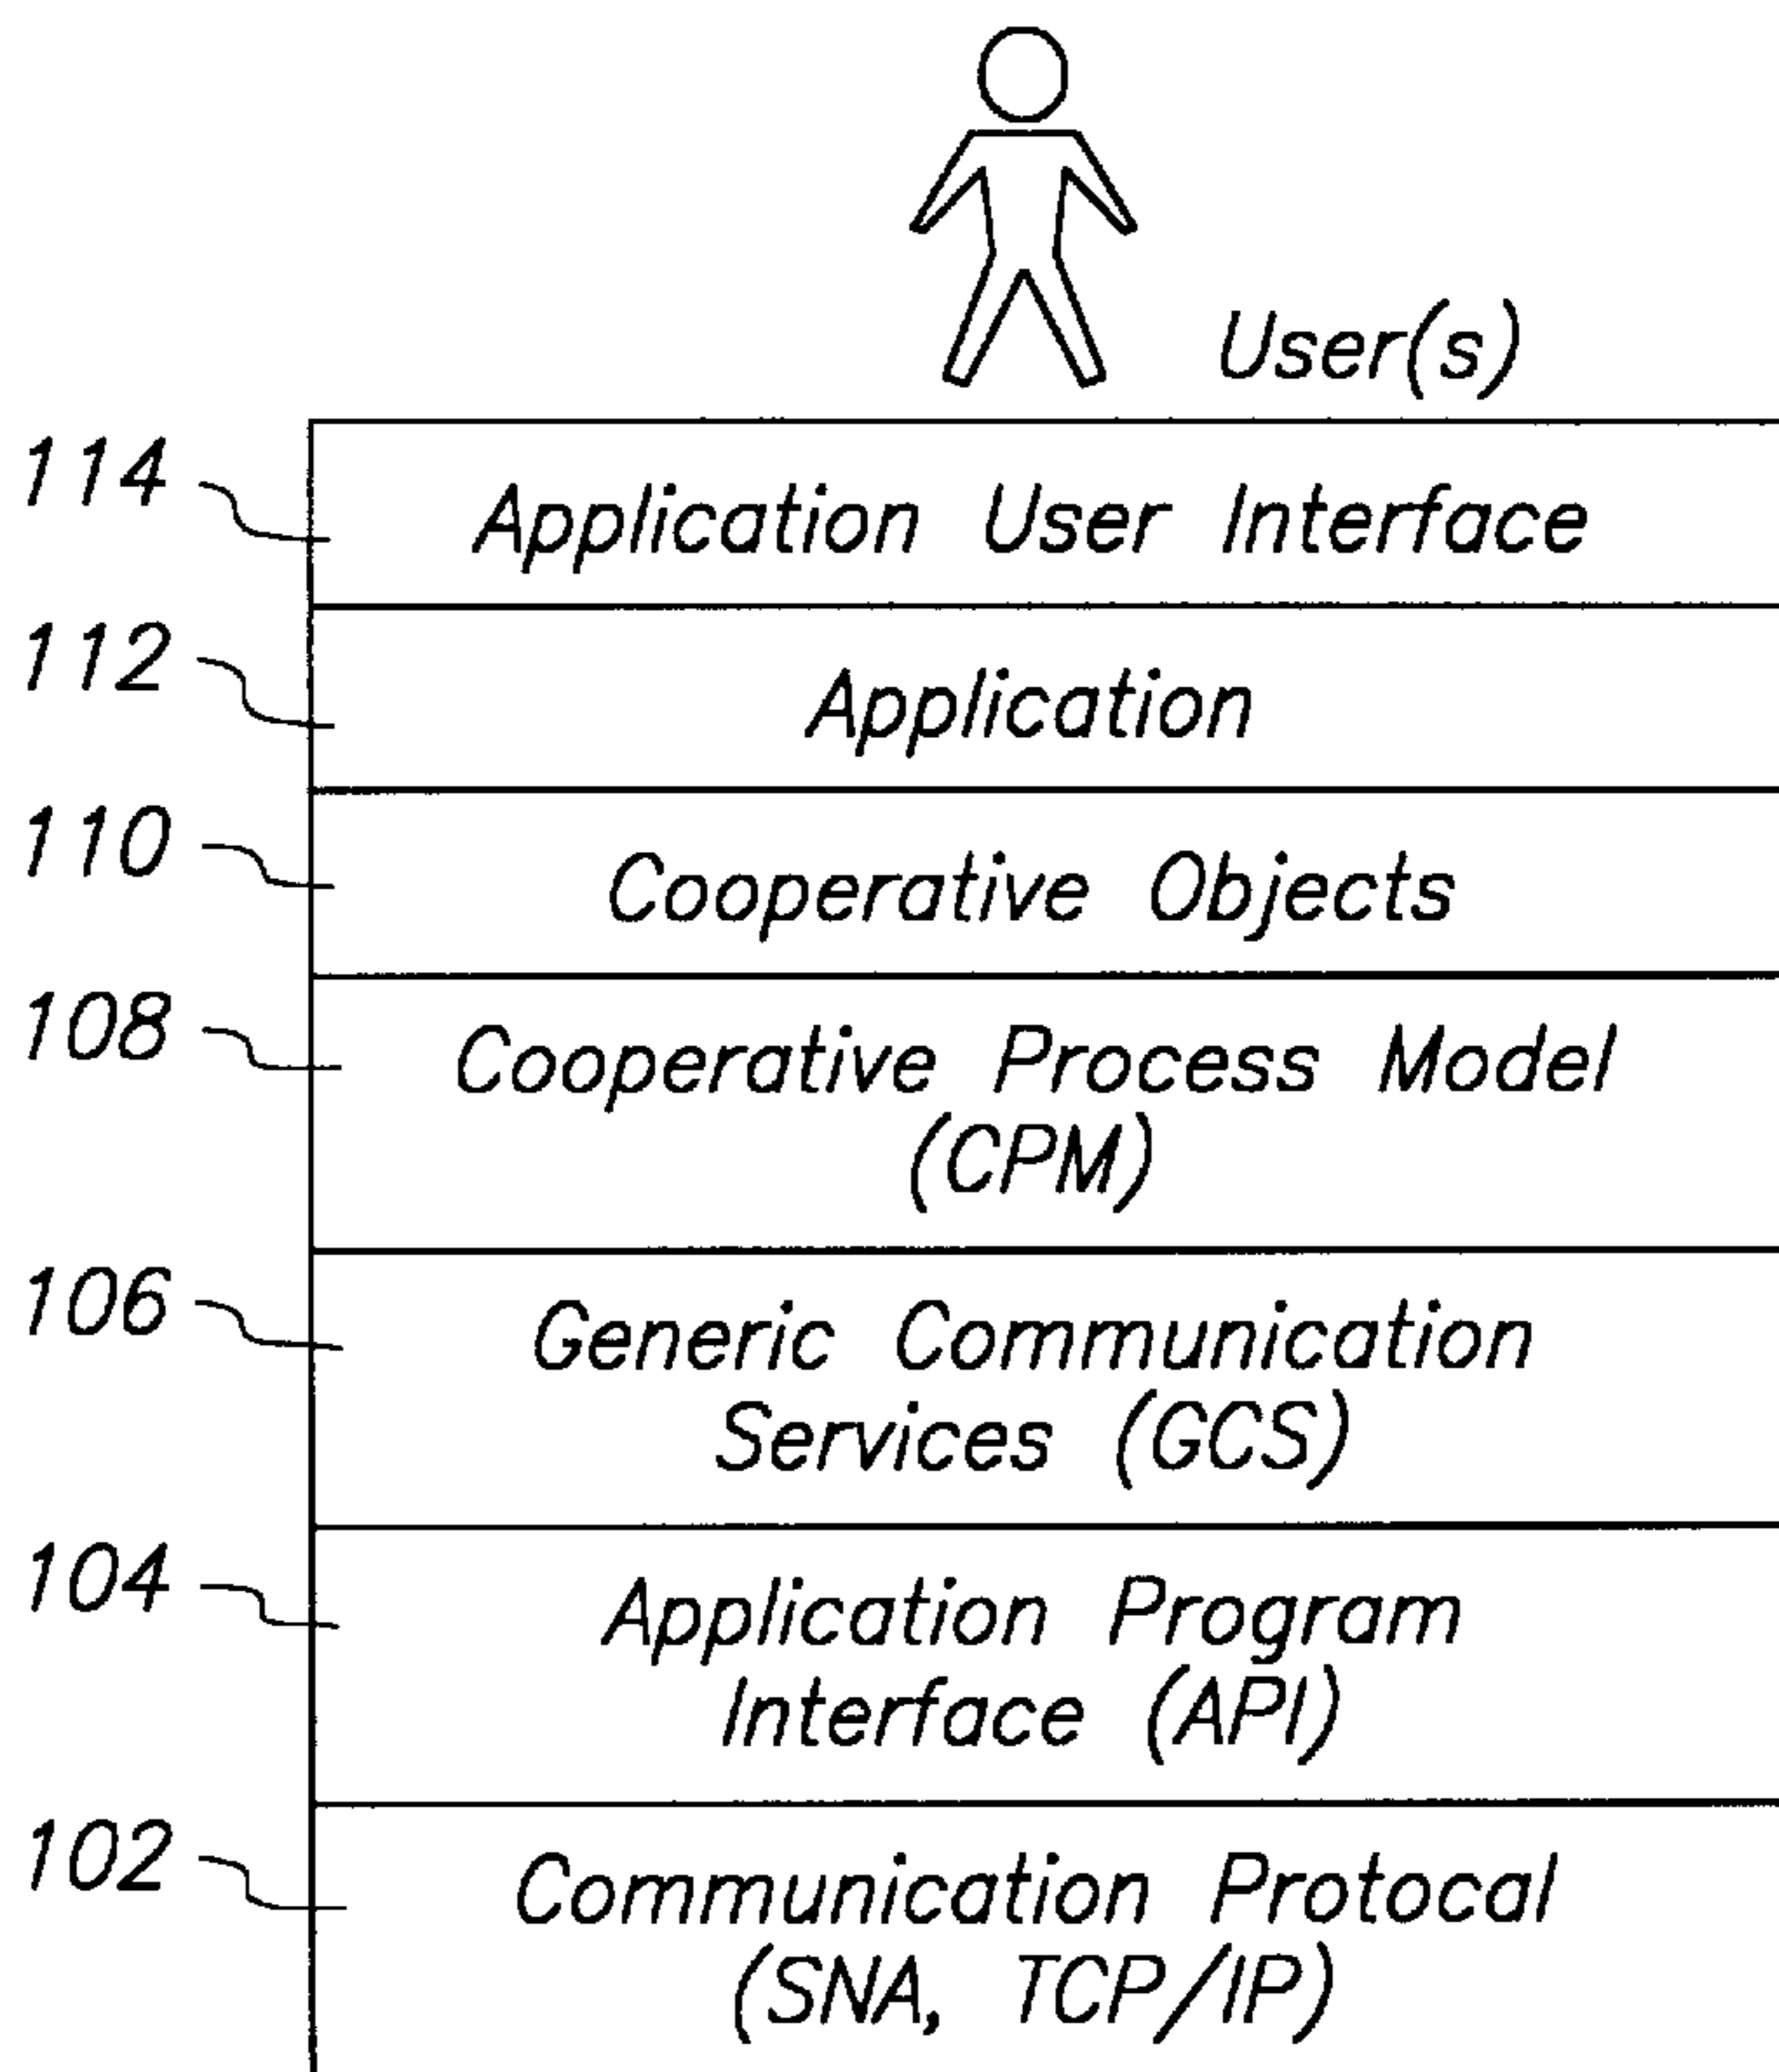 User(s)
114
Application User Interface
112
Application
110
Cooperative Objects
108
Cooperative Process Model
(CPM)
106
Generic Communication
Services (GCS)
104
Application Program
Interface (API)
102
Communication Protocal
(SNA, TCP/IP)